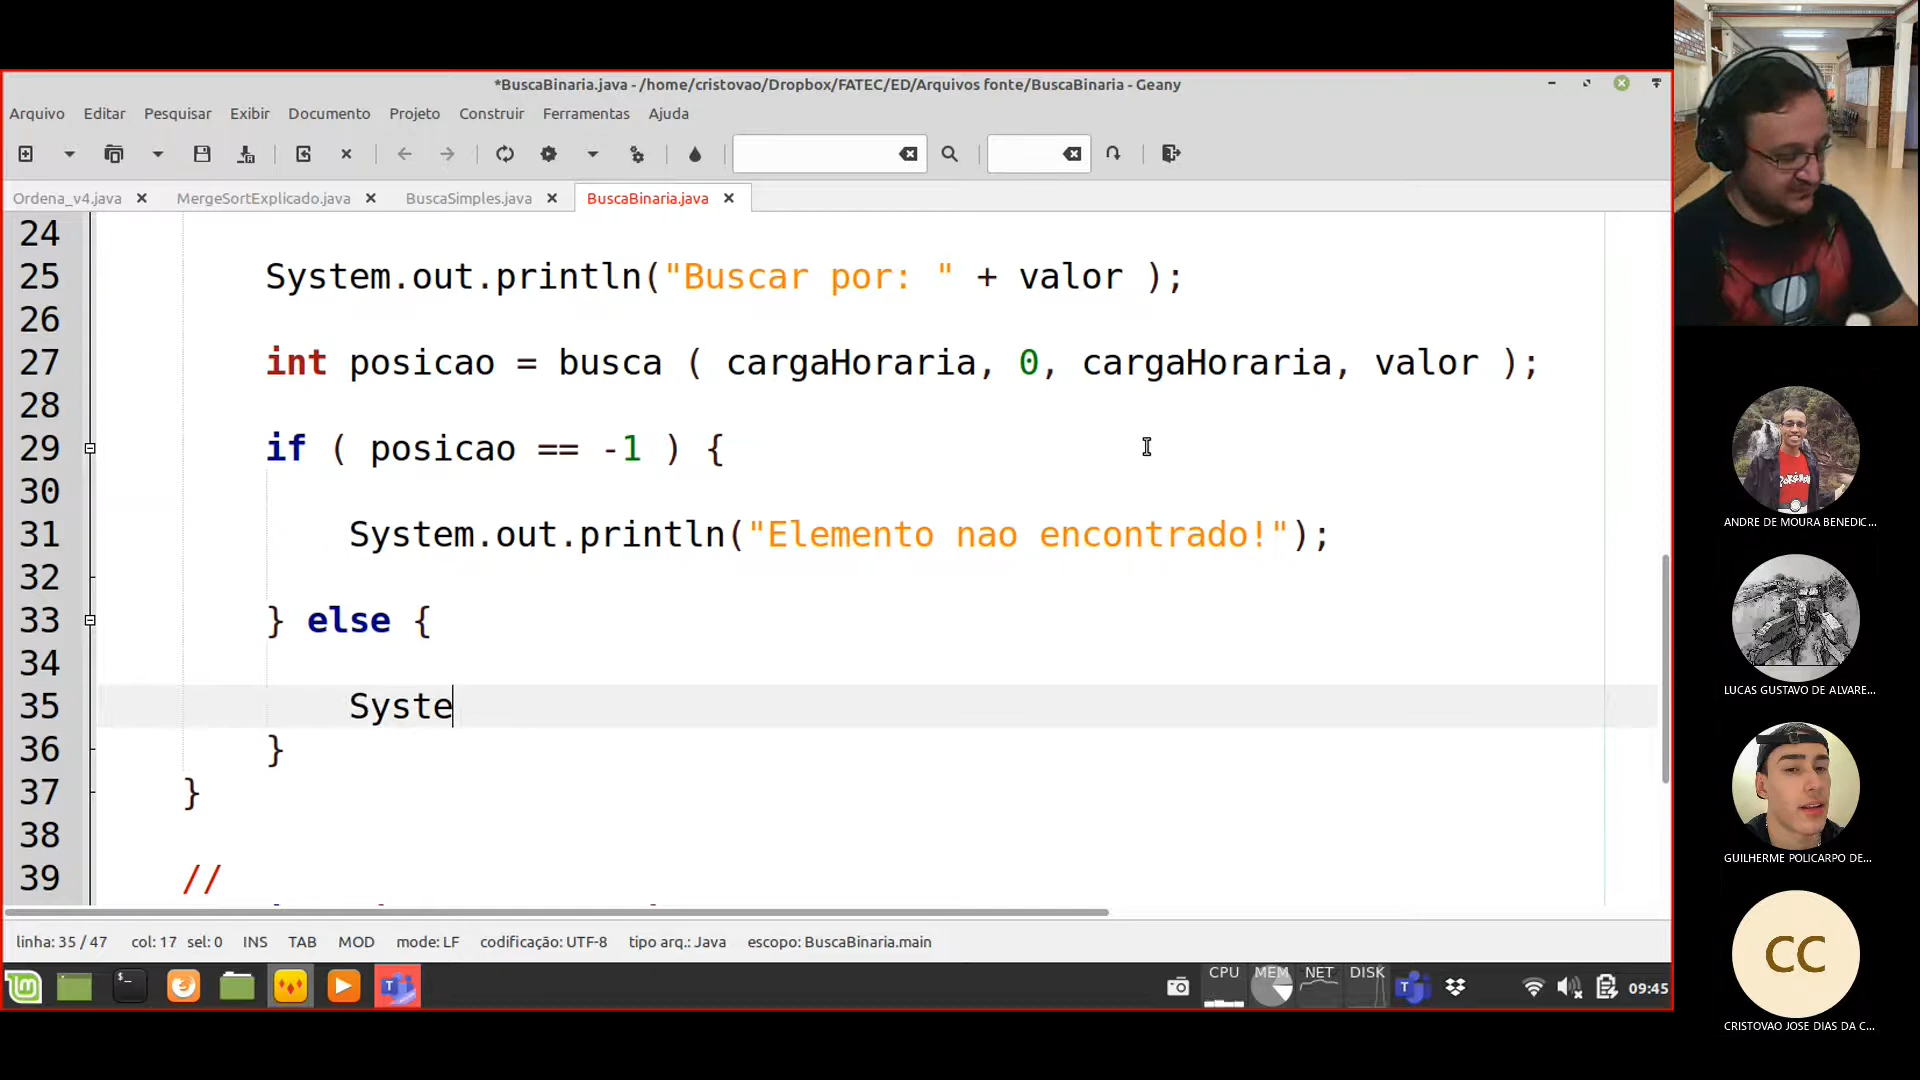 *BuscaBinaria.java - /home/cristovao/Dropbox/FATEC/ED/Arquivos fonte/BuscaBinaria - Geany
Arquivo Editar Pesquisar Exibir Documento Projeto Construir Ferramentas Ajuda
Ordena_v4.java MergeSortExplicado.java BuscaSimples.java BuscaBinaria.java
24
25 System.out.println("Buscar por: " + valor );
26
27 int posicao = busca ( cargaHoraria, 0, cargaHoraria, valor );
28
29 if ( posicao == -1 ) {
30
31 System.out.println("Elemento nao encontrado!");
32
33 } else {
34
35 Syste
36 }
37 }
38
39 //
linha: 35 / 47 col: 17 sel: 0 INS TAB MOD mode: LF codificação: UTF-8 tipo arq.: Java escopo: BuscaBinaria.main
CPU MEM NET DISK
09:45
ANDRE DE MOURA BENEDIC...
LUCAS GUSTAVO DE ALVARE...
GUILHERME POLICARPO DE...
CC
CRISTOVAO JOSE DIAS DA C...